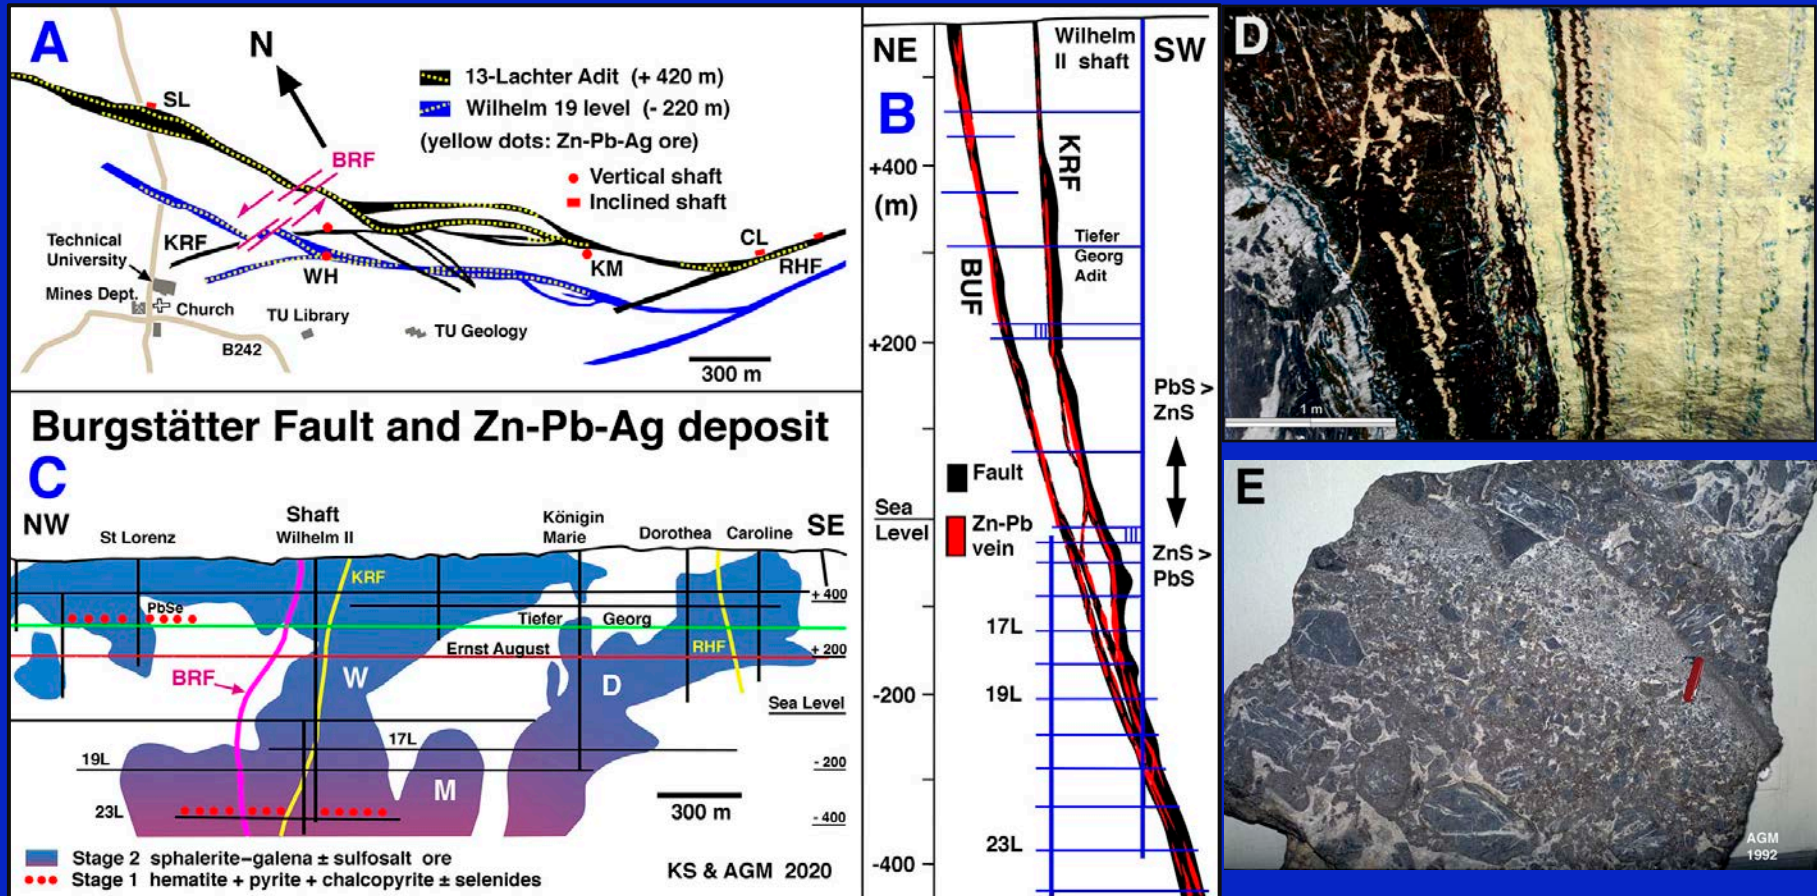 A
N
13-Lachter Adit (+ 420 m)
Wilhelm 19 level (- 220 m)
(yellow dots: Zn-Pb-Ag ore)
Vertical shaft
Inclined shaft
SL
BRF
KRF
WH
KM
CL
RHF
Technical
University
Mines Dept.
Church
TU Library
TU Geology
B242
300 m
Burgstätter Fault and Zn-Pb-Ag deposit
C
NW
SE
St Lorenz
Shaft
Wilhelm II
Königin
Marie
Dorothea
Caroline
KRF
PbSe
+ 400
Tiefer
Georg
Ernst August
RHF
+ 200
BRF
W
D
Sea Level
17L
19L
- 200
M
23L
300 m
- 400
Stage 2 sphalerite–galena ± sulfosalt ore
Stage 1 hematite + pyrite + chalcopyrite ± selenides
KS & AGM 2020
NE
Wilhelm
II shaft
SW
B
+400
(m)
KRF
BUF
Tiefer
Georg
Adit
+200
PbS >
ZnS
Fault
Sea
Level
Zn-Pb
vein
ZnS >
PbS
17L
-200
19L
23L
-400
D
1 m
E
AGM
1992